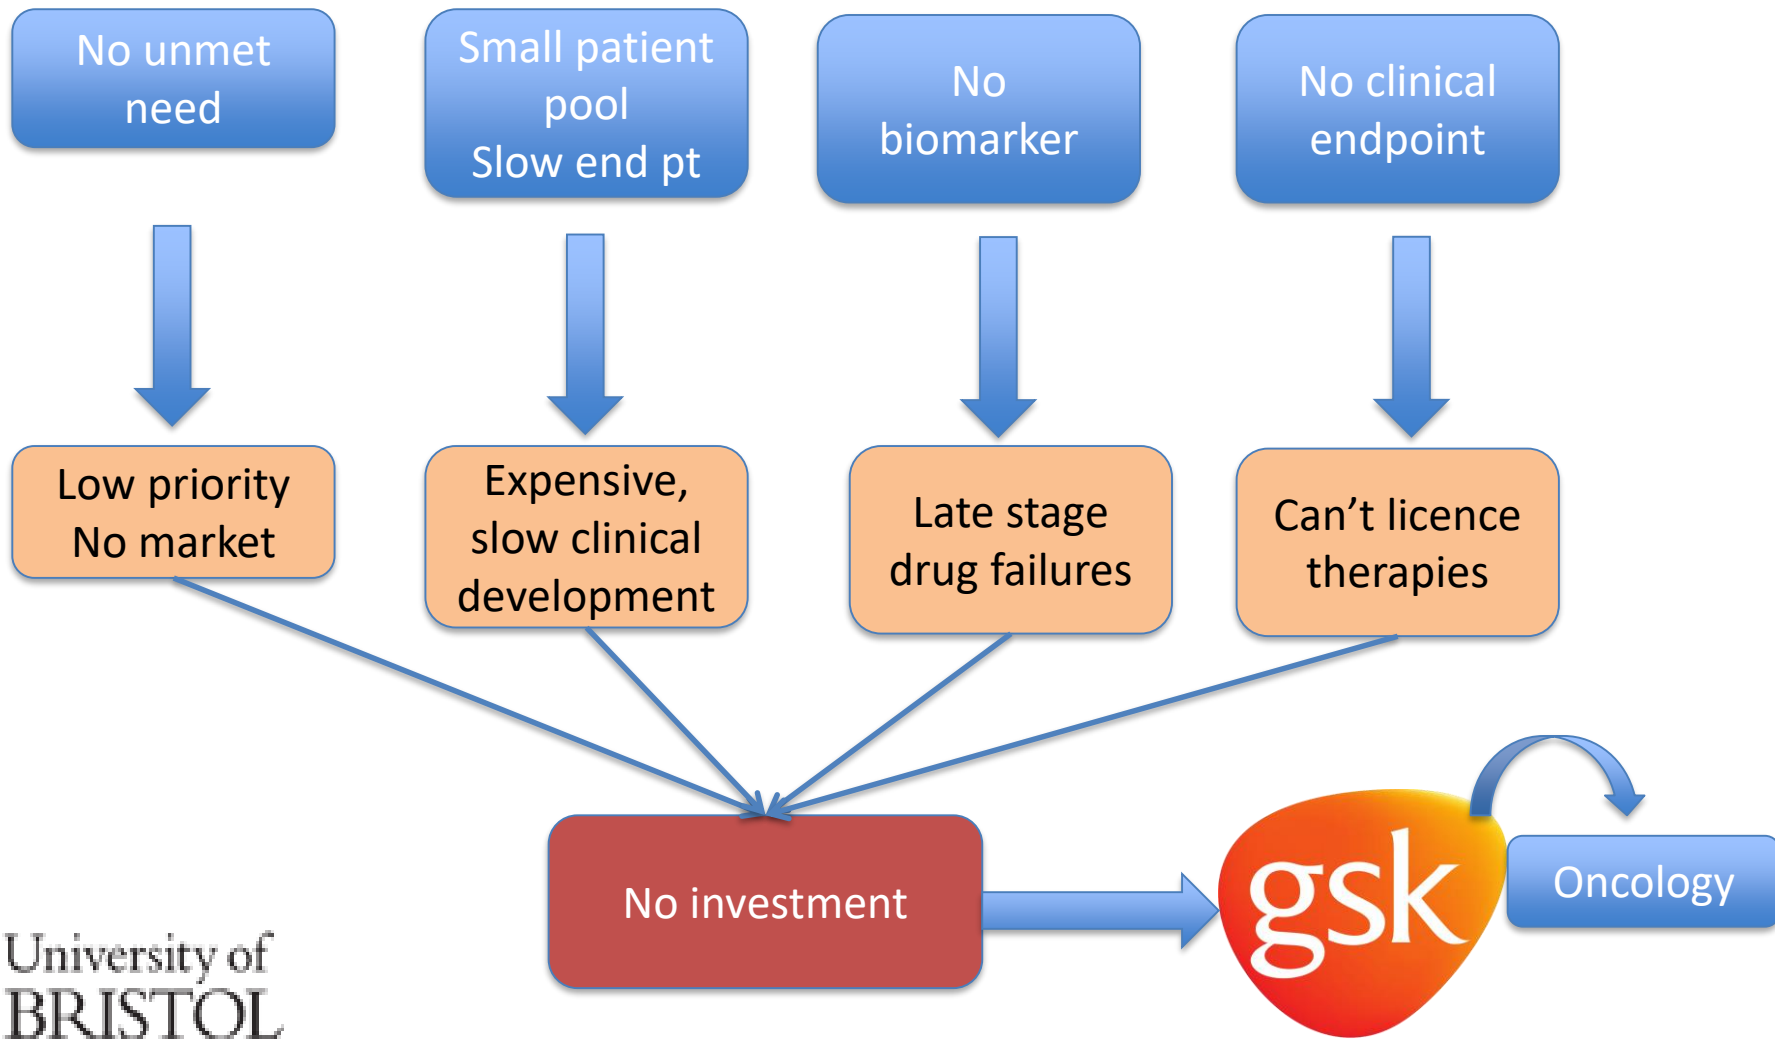 No unmet
need
Small patient
pool
Slow end pt
No
biomarker
No clinical
endpoint
Low priority
No market
Expensive,
slow clinical
development
Late stage
drug failures
Can’t licence
therapies
No investment
gsk
Oncology
University of
BRISTOL